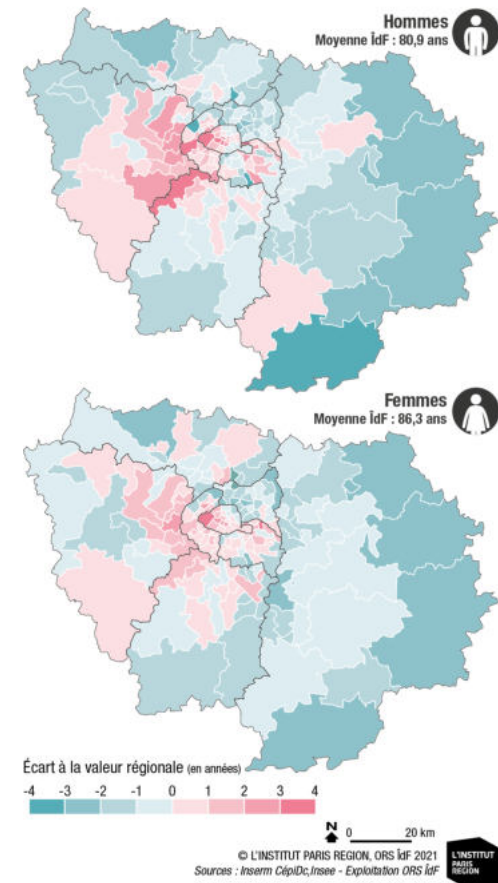 Hommes
Moyenne ÎdF : 80,9 ans
Femmes
Moyenne ÎdF : 86,3 ans
Écart à la valeur régionale (en années)
-4 -3 -2 -1 0 1 2 3 4
N
0 20 km
© L'INSTITUT PARIS REGION, ORS ÎdF 2021
Sources : Inserm CépiDc,Insee - Exploitation ORS ÎdF
L'INSTITUT
PARIS
REGION